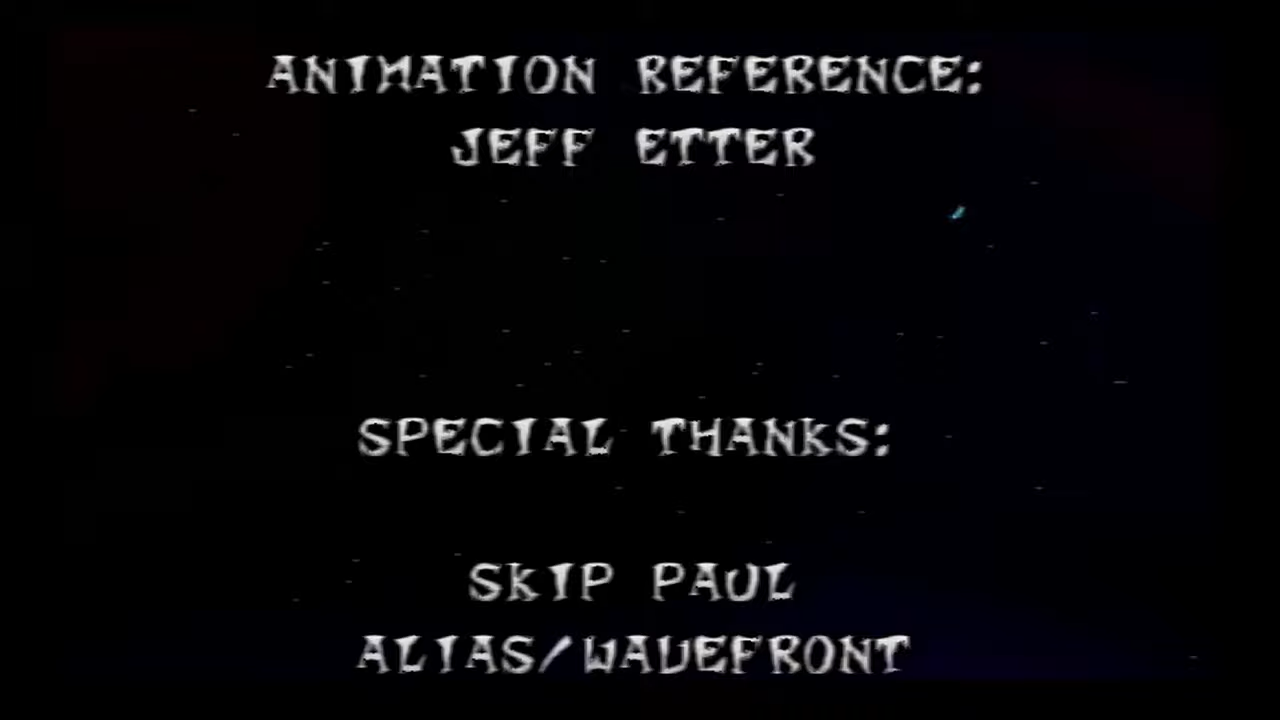 ANIMATION REFERENCE:
JEFF ETTER
SPECIAL THANKS:
SKIP PAUL
ALIAS/WAVEFRONT